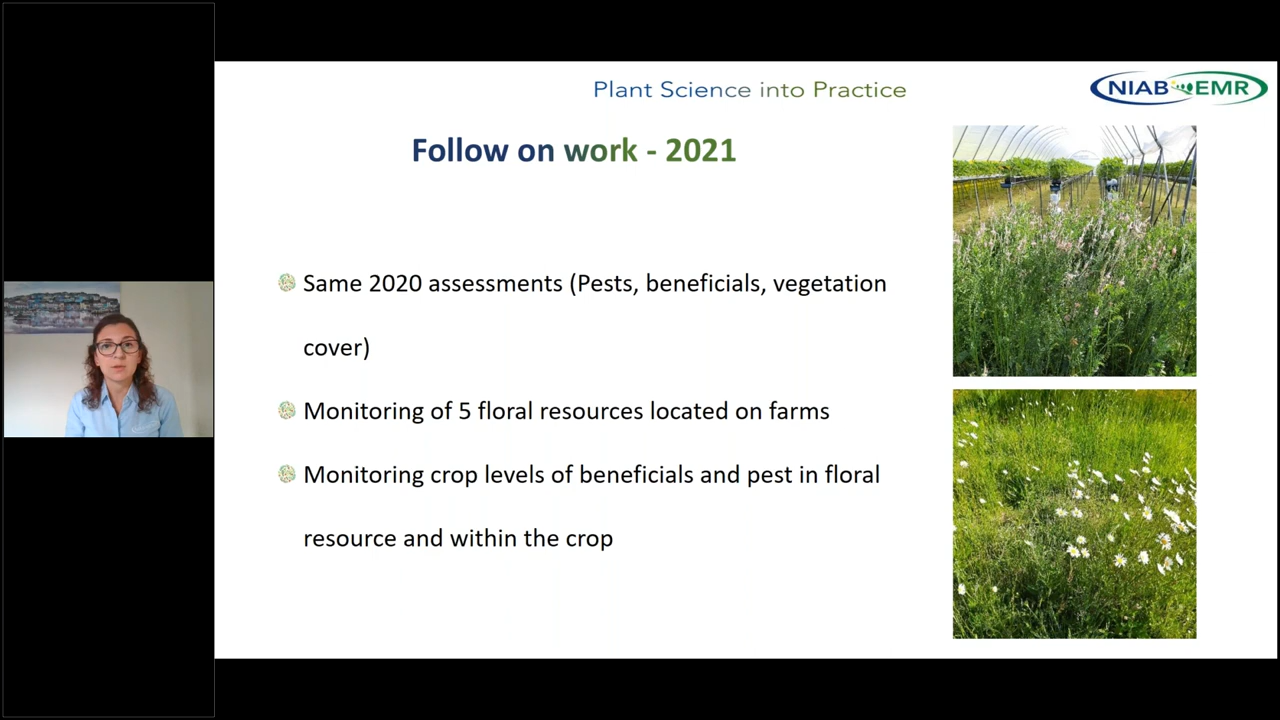 Plant Science into Practice
NIAB EMR
Follow on work - 2021
Same 2020 assessments (Pests, beneficials, vegetation
cover)
Monitoring of 5 floral resources located on farms
Monitoring crop levels of beneficials and pest in floral
resource and within the crop